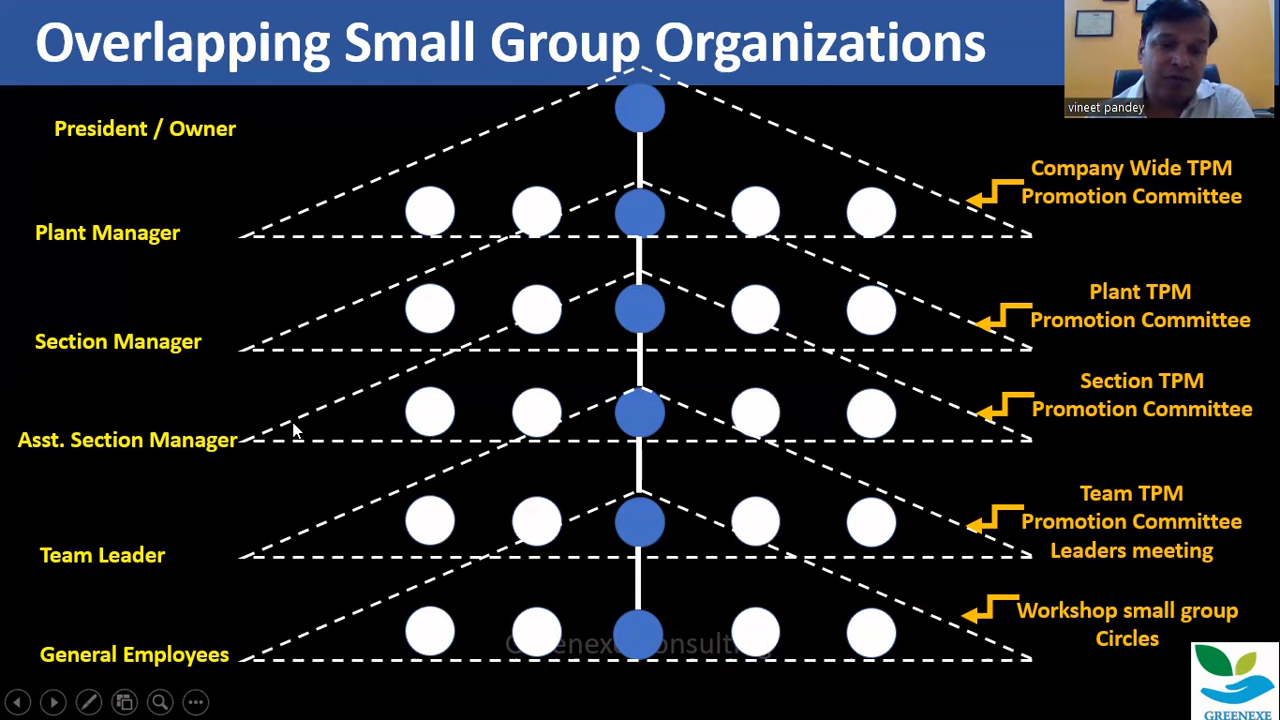 Overlapping Small Group Organizations
vineet pandey
President / Owner
Company Wide TPM
Promotion Committee
Plant Manager
Plant TPM
Promotion Committee
Section Manager
Section TPM
Promotion Committee
Asst. Section Manager
Team TPM
Promotion Committee
Leaders meeting
Team Leader
Workshop small group
Circles
General Employees
Greenexe Consulting
GREENEXE